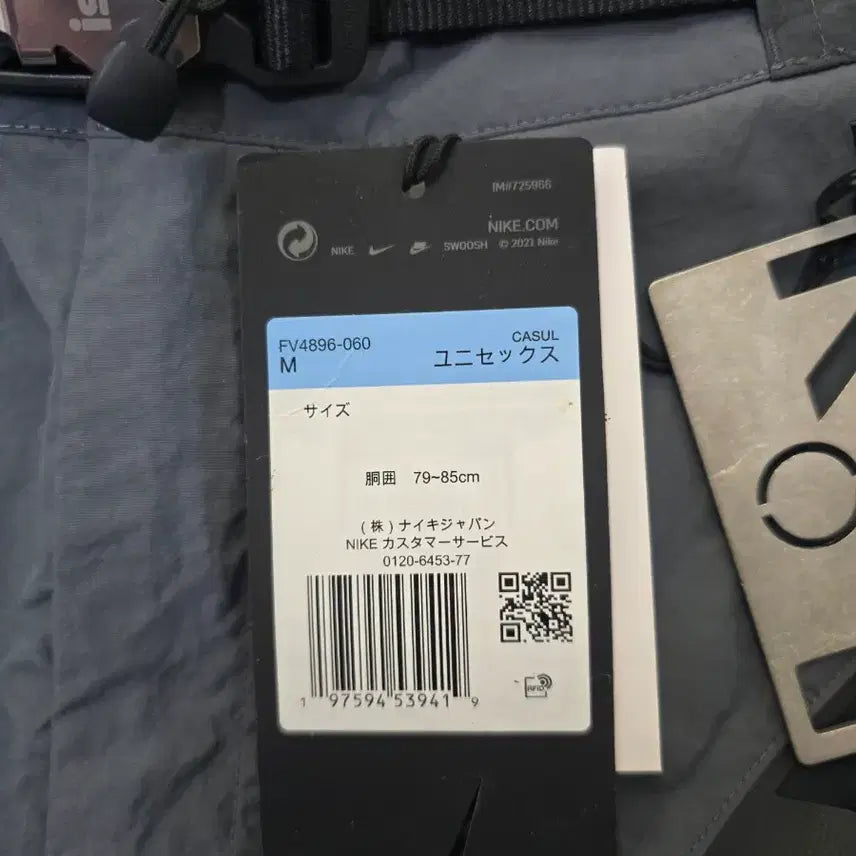 IM#725966
NIKE.COM
NIKE SWOOSH © 2021 Nike
FV4896-060 CASUL
M ユニセックス
サイズ
胴囲 79~85cm
(株)ナイキジャパン
NIKE カスタマーサービス
0120-6453-77
RFID
1 97594 53941 9